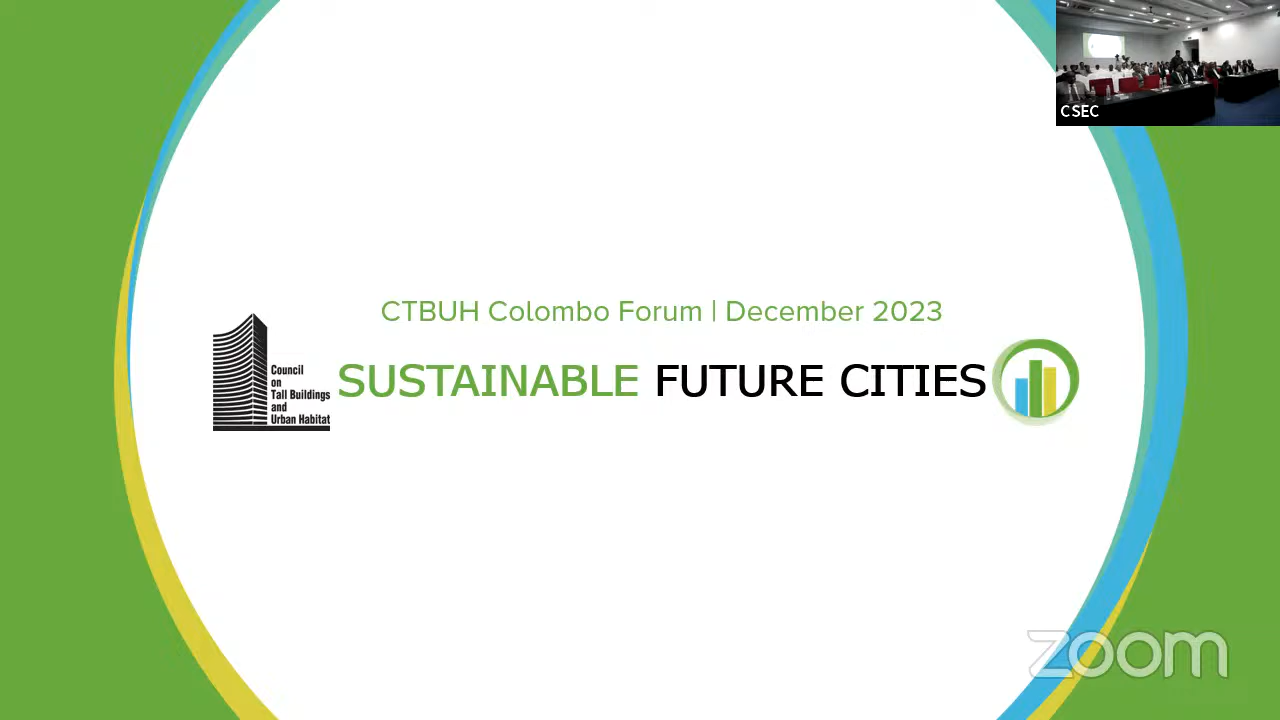 CSEC
CTBUH Colombo Forum | December 2023
Council
on
Tall Buildings
and
Urban Habitat
SUSTAINABLE FUTURE CITIES
zoom